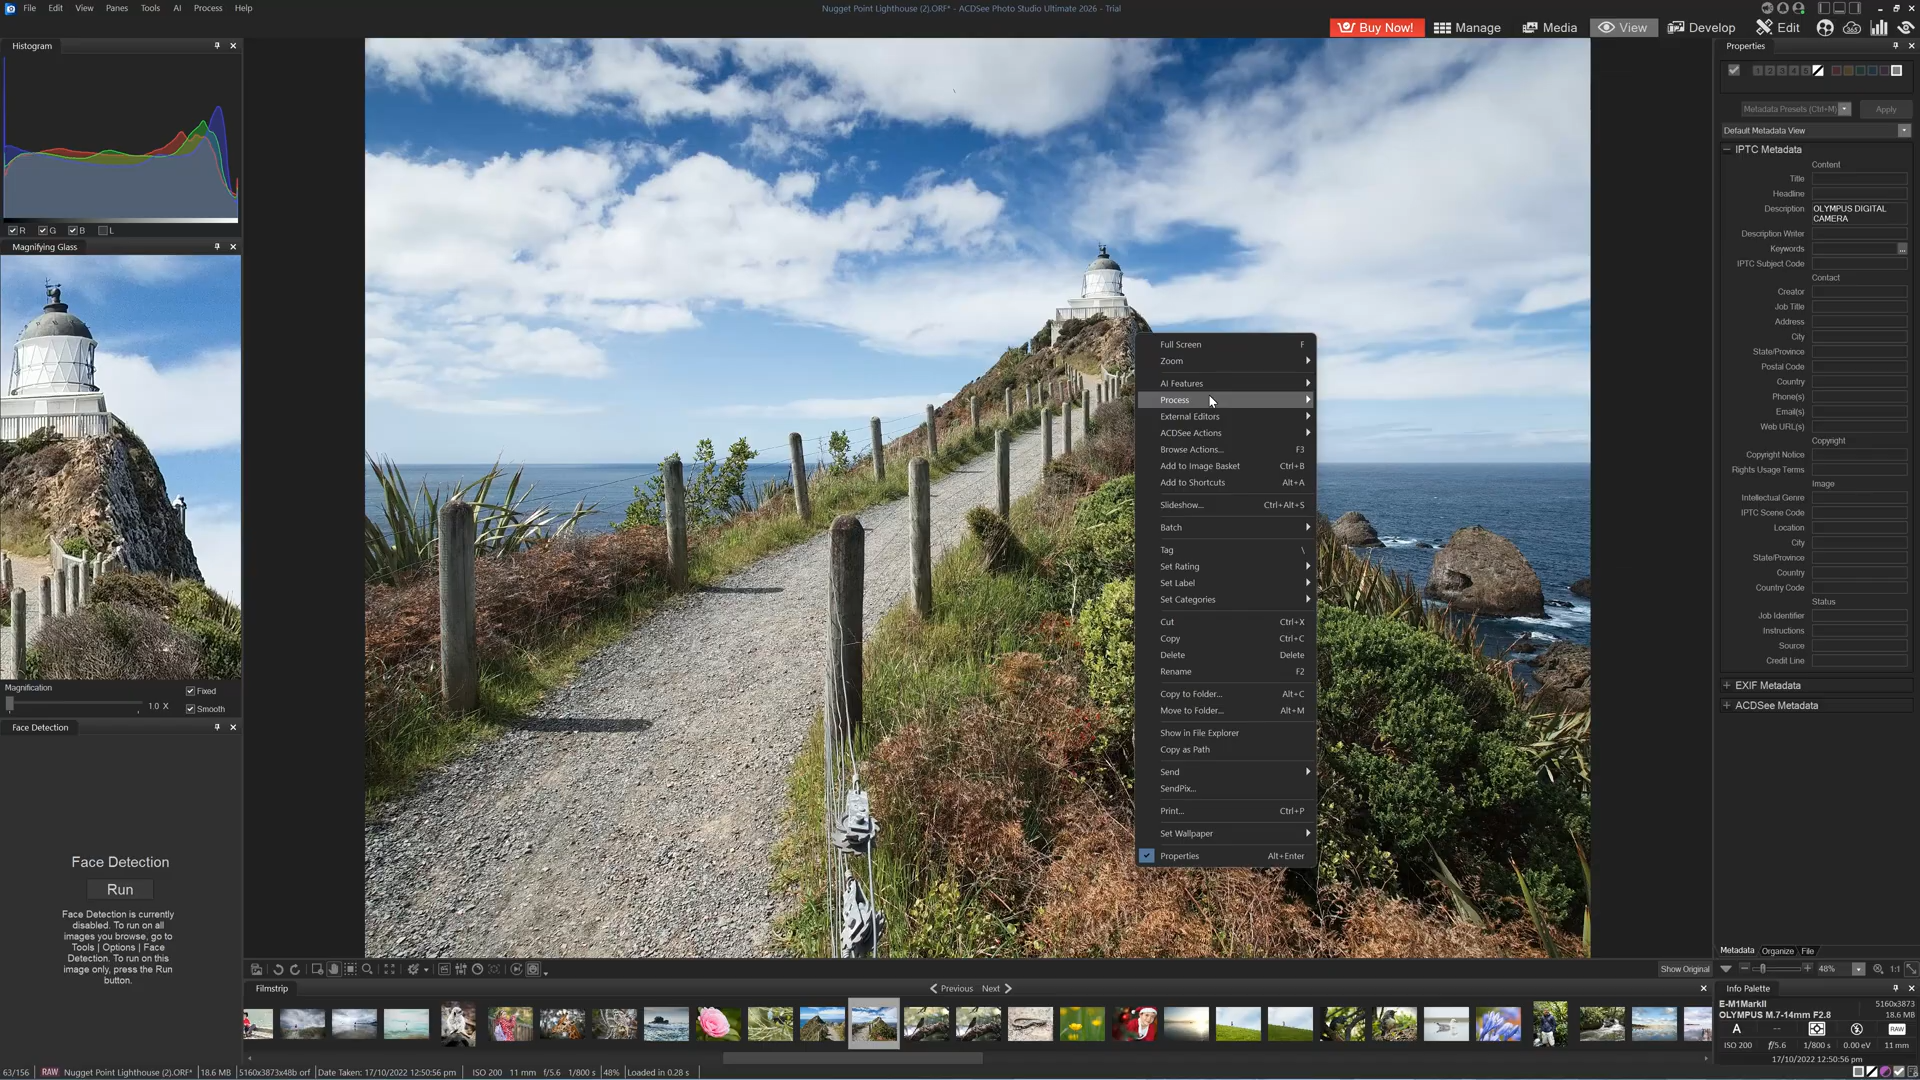 File Edit View Panes Tools AI Process Help
Nugget Point Lighthouse (2).ORF* - ACDSee Photo Studio Ultimate 2026 - Trial
Buy Now! Manage Media View Develop Edit
365
Histogram
R G B L
Magnifying Glass
Magnification
1.0 X
Fixed
Smooth
Face Detection
Face Detection
Run
Face Detection is currently
disabled. To run on all
images you browse, go to
Tools | Options | Face
Detection. To run on this
image only, press the Run
button.
Full Screen F
Zoom
AI Features
Process
External Editors
ACDSee Actions
Browse Actions... F3
Add to Image Basket Ctrl+B
Add to Shortcuts Alt+A
Slideshow... Ctrl+Alt+S
Batch
Tag \
Set Rating
Set Label
Set Categories
Cut Ctrl+X
Copy Ctrl+C
Delete Delete
Rename F2
Copy to Folder... Alt+C
Move to Folder... Alt+M
Show in File Explorer
Copy as Path
Send
SendPix...
Print... Ctrl+P
Set Wallpaper
Properties Alt+Enter
Properties
1 2 3 4 5
Metadata Presets (Ctrl+M) Apply
Default Metadata View
IPTC Metadata
Content
Title
Headline
Description OLYMPUS DIGITAL
CAMERA
Description Writer
Keywords ...
IPTC Subject Code
Contact
Creator
Job Title
Address
City
State/Province
Postal Code
Country
Phone(s)
Email(s)
Web URL(s)
Copyright
Copyright Notice
Rights Usage Terms
Image
Intellectual Genre
IPTC Scene Code
Location
City
State/Province
Country
Country Code
Status
Job Identifier
Instructions
Source
Credit Line
EXIF Metadata
ACDSee Metadata
Metadata Organize File
Show Original
48% 1:1
Filmstrip
Previous Next
Info Palette
E-M1MarkII 5160x3873
OLYMPUS M.7-14mm F2.8 18.6 MB
A -- RAW
ISO 200 f/5.6 1/800 s 0.00 eV 11 mm
17/10/2022 12:50:56 pm
63/156 RAW Nugget Point Lighthouse (2).ORF* 18.6 MB 5160x3873x48b orf Date Taken: 17/10/2022 12:50:56 pm ISO 200 11 mm f/5.6 1/800 s 48% Loaded in 0.28 s